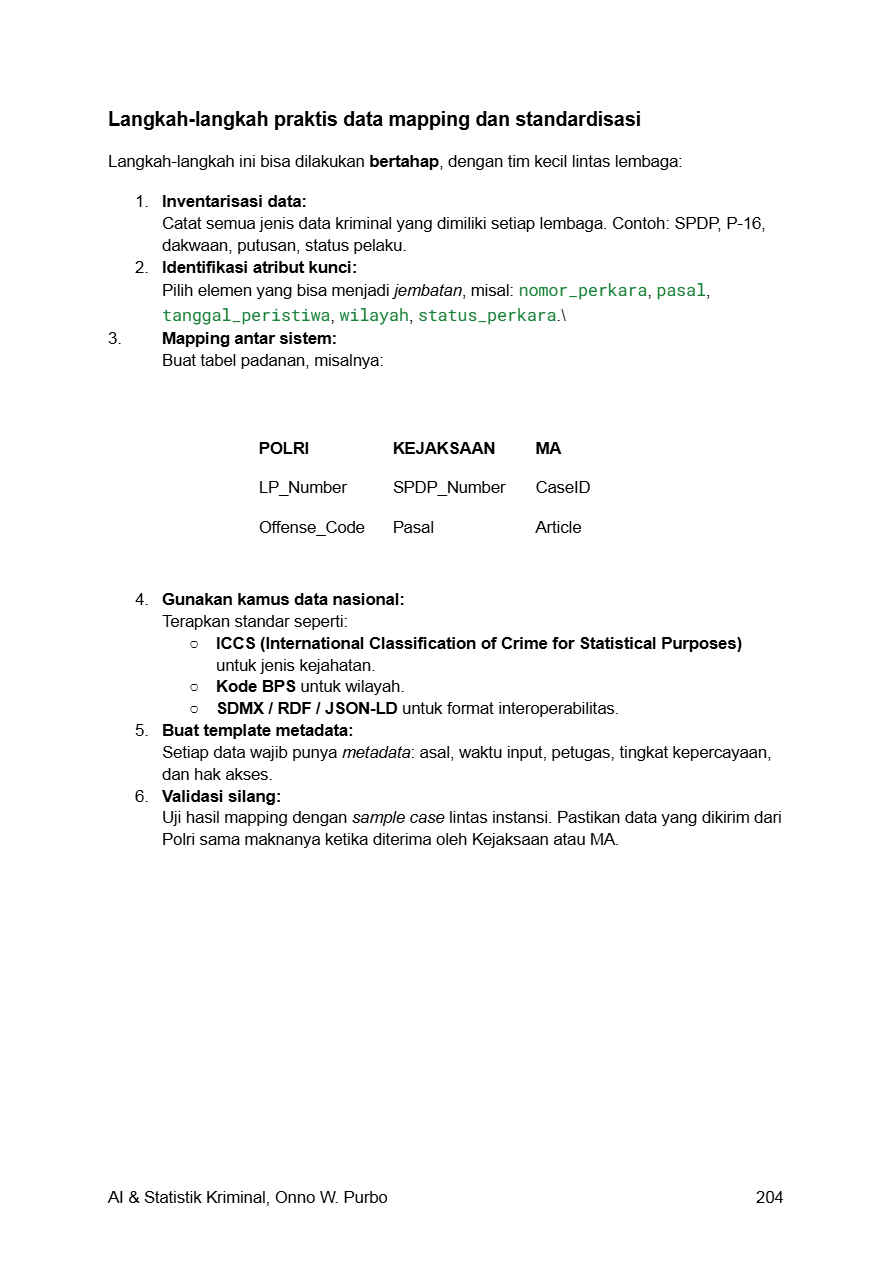 Langkah-langkah praktis data mapping dan standardisasi
Langkah-langkah ini bisa dilakukan bertahap, dengan tim kecil lintas lembaga:
1. Inventarisasi data:
Catat semua jenis data kriminal yang dimiliki setiap lembaga. Contoh: SPDP, P-16,
dakwaan, putusan, status pelaku.
2. Identifikasi atribut kunci:
Pilih elemen yang bisa menjadi jembatan, misal: nomor_perkara, pasal,
tanggal_peristiwa, wilayah, status_perkara.\
3. Mapping antar sistem:
Buat tabel padanan, misalnya:
POLRI KEJAKSAAN MA
LP_Number SPDP_Number CaseID
Offense_Code Pasal Article
4. Gunakan kamus data nasional:
Terapkan standar seperti:
○ ICCS (International Classification of Crime for Statistical Purposes)
untuk jenis kejahatan.
○ Kode BPS untuk wilayah.
○ SDMX / RDF / JSON-LD untuk format interoperabilitas.
5. Buat template metadata:
Setiap data wajib punya metadata: asal, waktu input, petugas, tingkat kepercayaan,
dan hak akses.
6. Validasi silang:
Uji hasil mapping dengan sample case lintas instansi. Pastikan data yang dikirim dari
Polri sama maknanya ketika diterima oleh Kejaksaan atau MA.
AI & Statistik Kriminal, Onno W. Purbo 204